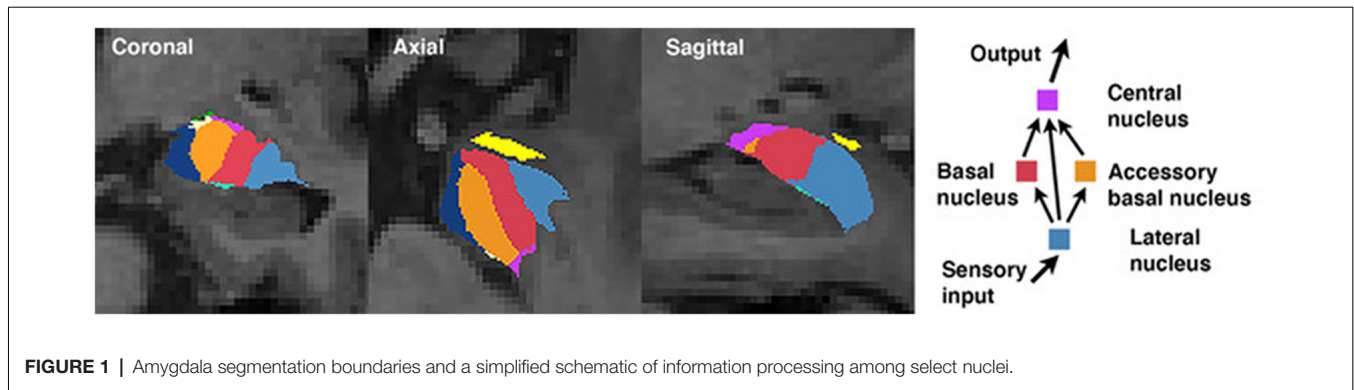 Coronal
Axial
Sagittal
Output
Central
nucleus
Basal
nucleus
Accessory
basal nucleus
Lateral
nucleus
Sensory
input
FIGURE 1 | Amygdala segmentation boundaries and a simplified schematic of information processing among select nuclei.